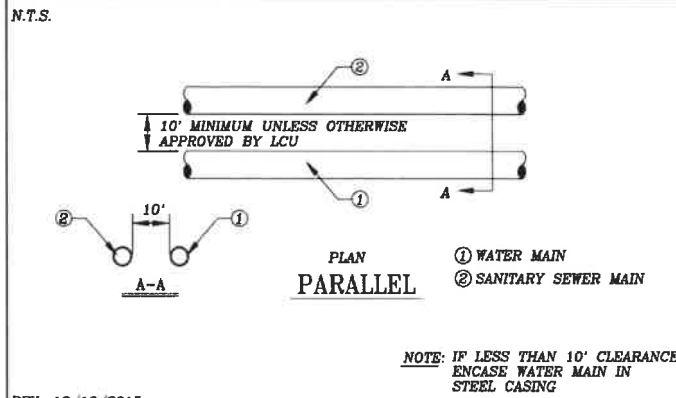 N.T.S.
②
A
10' MINIMUM UNLESS OTHERWISE
APPROVED BY LCU
A
①
② 10' ①
A-A
PLAN
PARALLEL
① WATER MAIN
② SANITARY SEWER MAIN
NOTE: IF LESS THAN 10' CLEARANCE
ENCASE WATER MAIN IN
STEEL CASING